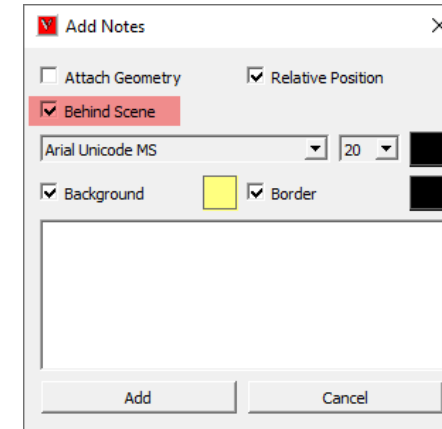 Add Notes
Attach Geometry Relative Position
Behind Scene
Arial Unicode MS 20
Background Border
Add Cancel